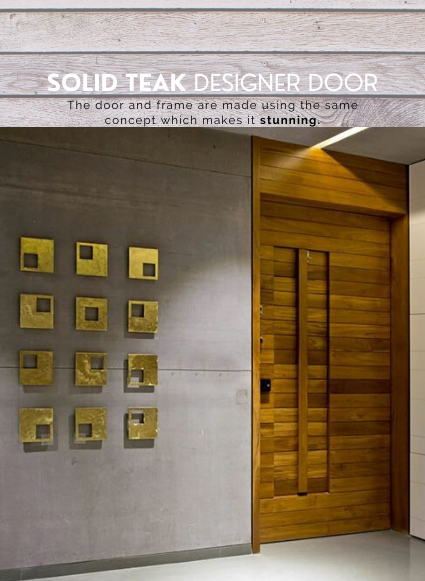 SOLID TEAK DESIGNER DOOR
The door and frame are made using the same
concept which makes it stunning.